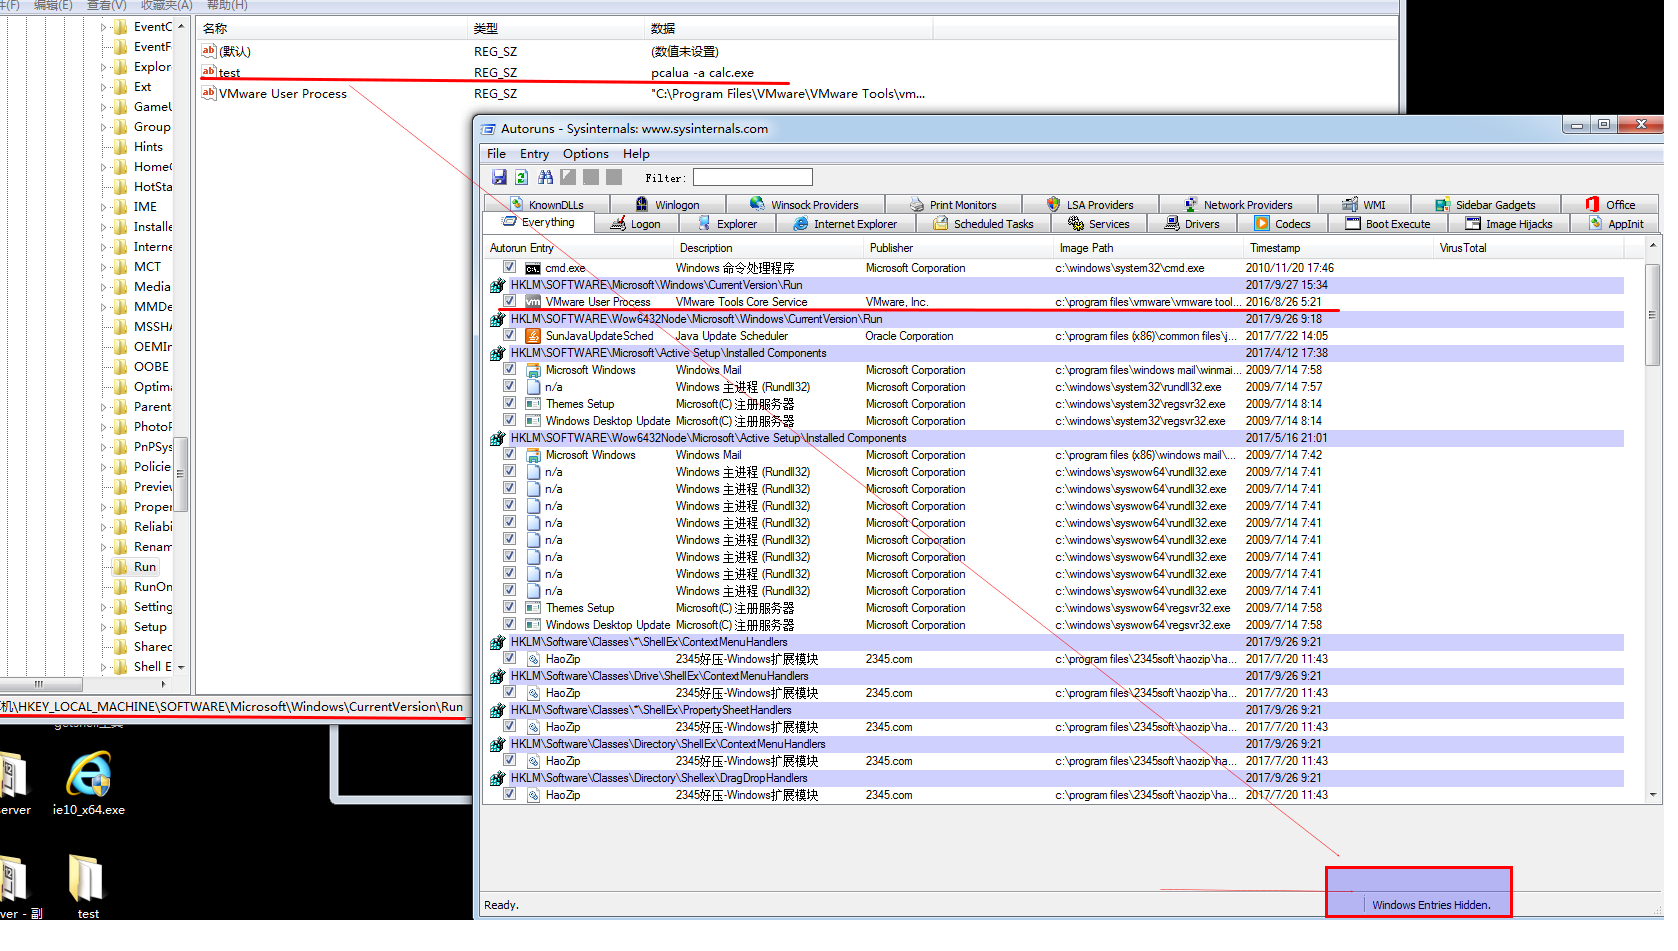 编辑(E) 查看(V) 收藏夹(A) 帮助(H)
名称 类型 数据
(默认) REG_SZ (数值未设置)
test REG_SZ pcalua -a calc.exe
VMware User Process REG_SZ "C:\Program Files\VMware\VMware Tools\vm...
EventC
EventF
Explor
Ext
GameU
Group
Hints
HomeG
HotSta
IME
Installe
Interne
MCT
Media
MMDe
MSSHA
OEMIn
OOBE
Optima
Parent
PhotoP
PnPSys
Policie
Preview
Proper
Reliabi
Renam
Run
RunOn
Setting
Setup
Shared
Shell E
机\HKEY_LOCAL_MACHINE\SOFTWARE\Microsoft\Windows\CurrentVersion\Run
erver
ie10_x64.exe
ver - 副
test
Autoruns - Sysinternals: www.sysinternals.com
File Entry Options Help
Filter:
KnownDLLs Winlogon Winsock Providers Print Monitors LSA Providers Network Providers WMI Sidebar Gadgets Office
Everything Logon Explorer Internet Explorer Scheduled Tasks Services Drivers Codecs Boot Execute Image Hijacks AppInit
Autorun Entry Description Publisher Image Path Timestamp VirusTotal
cmd.exe Windows 命令处理程序 Microsoft Corporation c:\windows\system32\cmd.exe 2010/11/20 17:46
HKLM\SOFTWARE\Microsoft\Windows\CurrentVersion\Run 2017/9/27 15:34
VMware User Process VMware Tools Core Service VMware, Inc. c:\program files\vmware\vmware tool... 2016/8/26 5:21
HKLM\SOFTWARE\Wow6432Node\Microsoft\Windows\CurrentVersion\Run 2017/9/26 9:18
SunJavaUpdateSched Java Update Scheduler Oracle Corporation c:\program files (x86)\common files\j... 2017/7/22 14:05
HKLM\SOFTWARE\Microsoft\Active Setup\Installed Components 2017/4/12 17:38
Microsoft Windows Windows Mail Microsoft Corporation c:\program files\windows mail\winmai... 2009/7/14 7:58
n/a Windows 主进程 (Rundll32) Microsoft Corporation c:\windows\system32\rundll32.exe 2009/7/14 7:57
Themes Setup Microsoft(C) 注册服务器 Microsoft Corporation c:\windows\system32\regsvr32.exe 2009/7/14 8:14
Windows Desktop Update Microsoft(C) 注册服务器 Microsoft Corporation c:\windows\system32\regsvr32.exe 2009/7/14 8:14
HKLM\SOFTWARE\Wow6432Node\Microsoft\Active Setup\Installed Components 2017/5/16 21:01
Microsoft Windows Windows Mail Microsoft Corporation c:\program files (x86)\windows mail\... 2009/7/14 7:42
n/a Windows 主进程 (Rundll32) Microsoft Corporation c:\windows\syswow64\rundll32.exe 2009/7/14 7:41
n/a Windows 主进程 (Rundll32) Microsoft Corporation c:\windows\syswow64\rundll32.exe 2009/7/14 7:41
n/a Windows 主进程 (Rundll32) Microsoft Corporation c:\windows\syswow64\rundll32.exe 2009/7/14 7:41
n/a Windows 主进程 (Rundll32) Microsoft Corporation c:\windows\syswow64\rundll32.exe 2009/7/14 7:41
n/a Windows 主进程 (Rundll32) Microsoft Corporation c:\windows\syswow64\rundll32.exe 2009/7/14 7:41
n/a Windows 主进程 (Rundll32) Microsoft Corporation c:\windows\syswow64\rundll32.exe 2009/7/14 7:41
n/a Windows 主进程 (Rundll32) Microsoft Corporation c:\windows\syswow64\rundll32.exe 2009/7/14 7:41
n/a Windows 主进程 (Rundll32) Microsoft Corporation c:\windows\syswow64\rundll32.exe 2009/7/14 7:41
Themes Setup Microsoft(C) 注册服务器 Microsoft Corporation c:\windows\syswow64\regsvr32.exe 2009/7/14 7:58
Windows Desktop Update Microsoft(C) 注册服务器 Microsoft Corporation c:\windows\syswow64\regsvr32.exe 2009/7/14 7:58
HKLM\Software\Classes\*\ShellEx\ContextMenuHandlers 2017/9/26 9:21
HaoZip 2345好压-Windows扩展模块 2345.com c:\program files\2345soft\haozip\ha... 2017/7/20 11:43
HKLM\Software\Classes\Drive\ShellEx\ContextMenuHandlers 2017/9/26 9:21
HaoZip 2345好压-Windows扩展模块 2345.com c:\program files\2345soft\haozip\ha... 2017/7/20 11:43
HKLM\Software\Classes\*\ShellEx\PropertySheetHandlers 2017/9/26 9:21
HaoZip 2345好压-Windows扩展模块 2345.com c:\program files\2345soft\haozip\ha... 2017/7/20 11:43
HKLM\Software\Classes\Directory\ShellEx\ContextMenuHandlers 2017/9/26 9:21
HaoZip 2345好压-Windows扩展模块 2345.com c:\program files\2345soft\haozip\ha... 2017/7/20 11:43
HKLM\Software\Classes\Directory\Shellex\DragDropHandlers 2017/9/26 9:21
HaoZip 2345好压-Windows扩展模块 2345.com c:\program files\2345soft\haozip\ha... 2017/7/20 11:43
Ready.
Windows Entries Hidden.